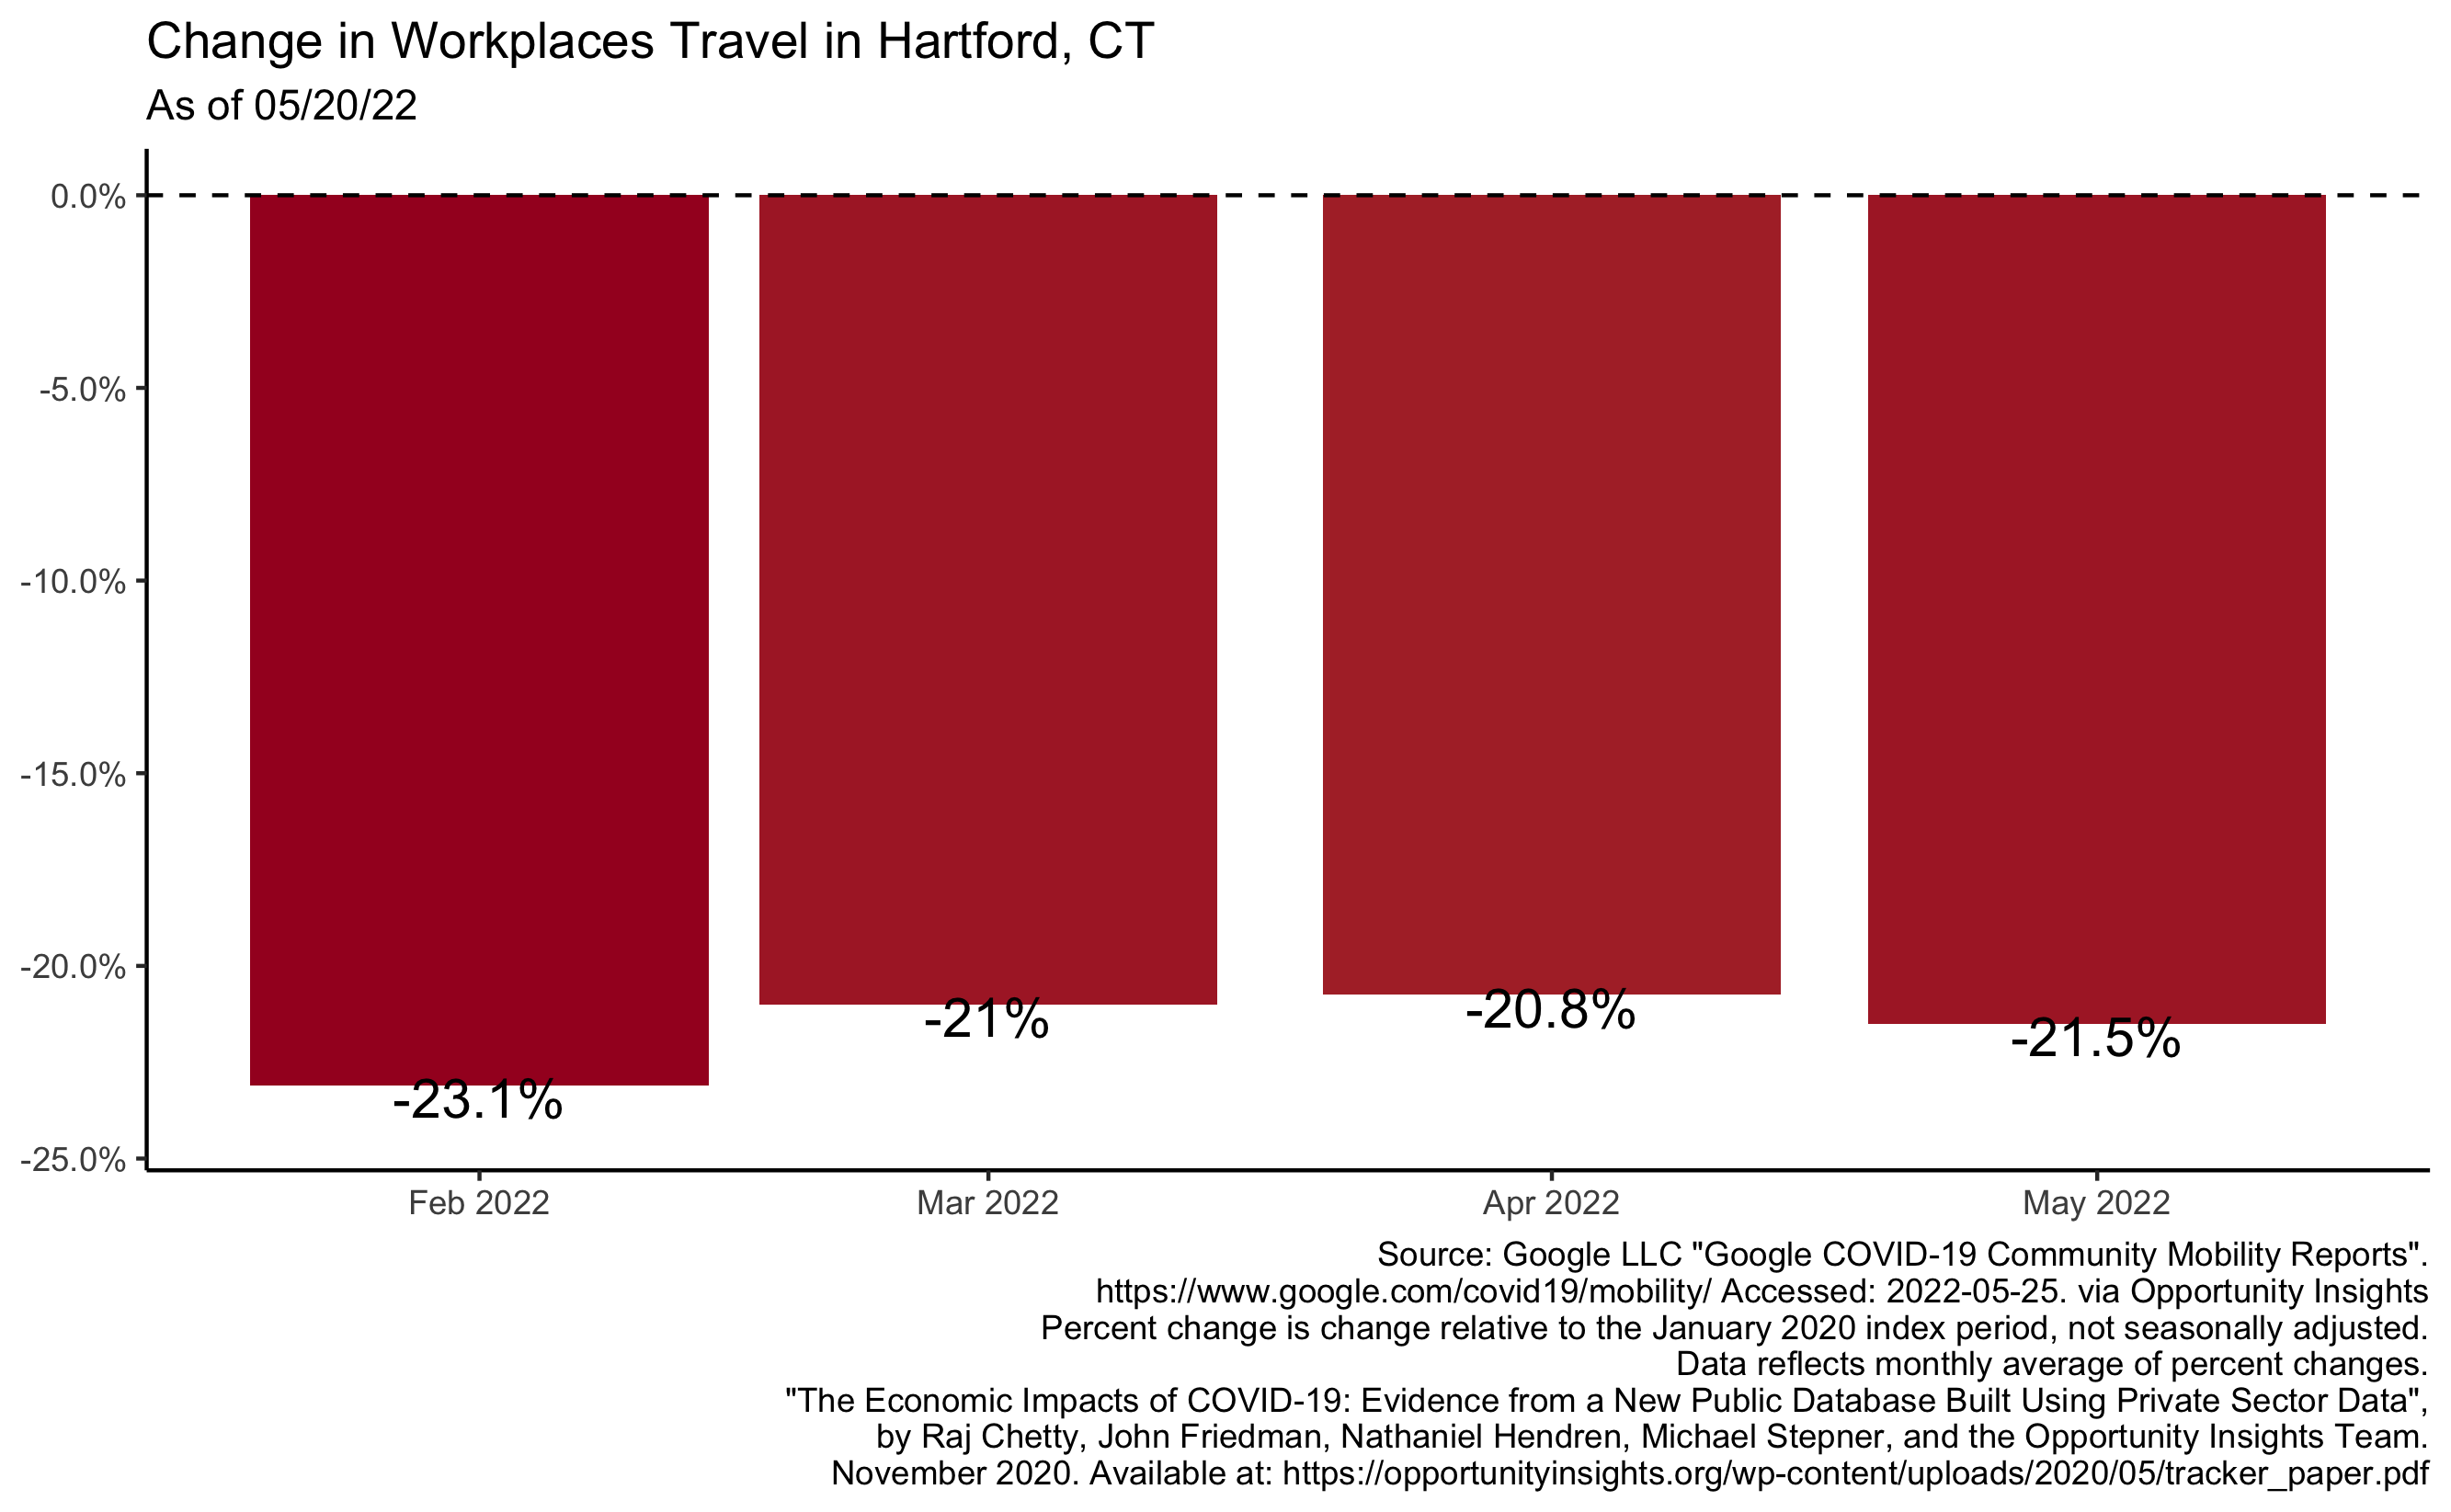 Change in Workplaces Travel in Hartford, CT
As of 05/20/22
0.0%
-5.0%
-10.0%
-15.0%
-20.0%
-25.0%
-23.1%
-21%
-20.8%
-21.5%
Feb 2022
Mar 2022
Apr 2022
May 2022
Source: Google LLC "Google COVID-19 Community Mobility Reports".
https://www.google.com/covid19/mobility/ Accessed: 2022-05-25. via Opportunity Insights
Percent change is change relative to the January 2020 index period, not seasonally adjusted.
Data reflects monthly average of percent changes.
"The Economic Impacts of COVID-19: Evidence from a New Public Database Built Using Private Sector Data",
by Raj Chetty, John Friedman, Nathaniel Hendren, Michael Stepner, and the Opportunity Insights Team.
November 2020. Available at: https://opportunityinsights.org/wp-content/uploads/2020/05/tracker_paper.pdf